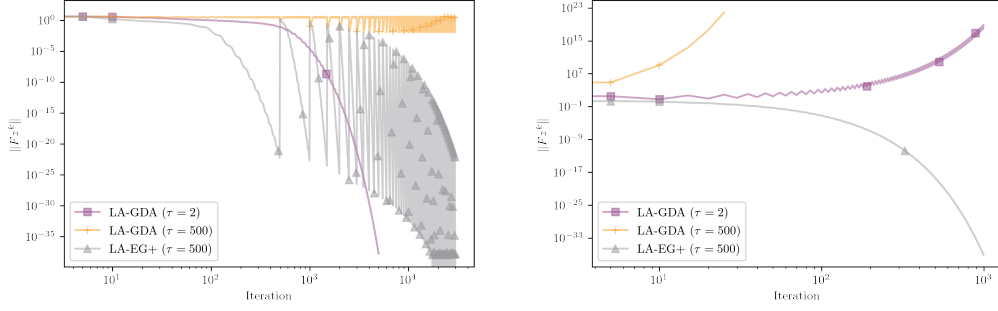 10^0
10^{-5}
10^{-10}
10^{-15}
10^{-20}
10^{-25}
10^{-30}
10^{-35}
||Fz^k||
LA-GDA (τ = 2)
LA-GDA (τ = 500)
LA-EG+ (τ = 500)
10^1
10^2
10^3
10^4
Iteration
10^{23}
10^{15}
10^7
10^{-1}
10^{-9}
10^{-17}
10^{-25}
10^{-33}
||Fz^k||
LA-GDA (τ = 2)
LA-GDA (τ = 500)
LA-EG+ (τ = 500)
10^1
10^2
10^3
Iteration